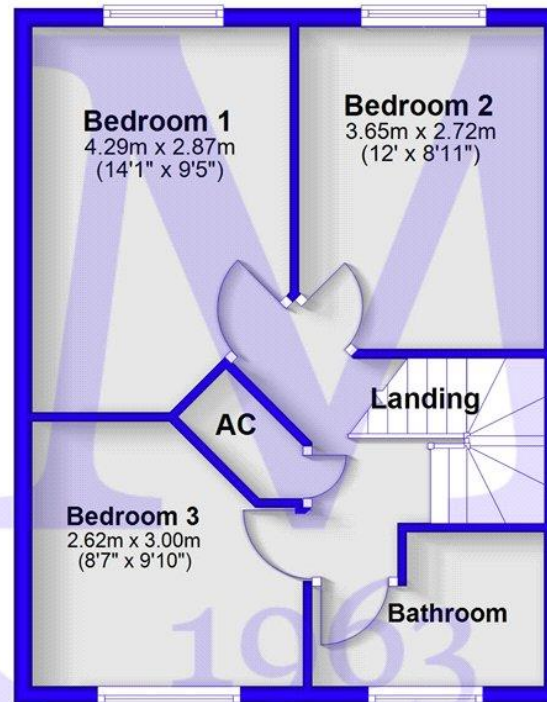 Bedroom 1
4.29m x 2.87m
(14'1" x 9'5")
Bedroom 2
3.65m x 2.72m
(12' x 8'11")
Landing
AC
Bedroom 3
2.62m x 3.00m
(8'7" x 9'10")
Bathroom
M
1963